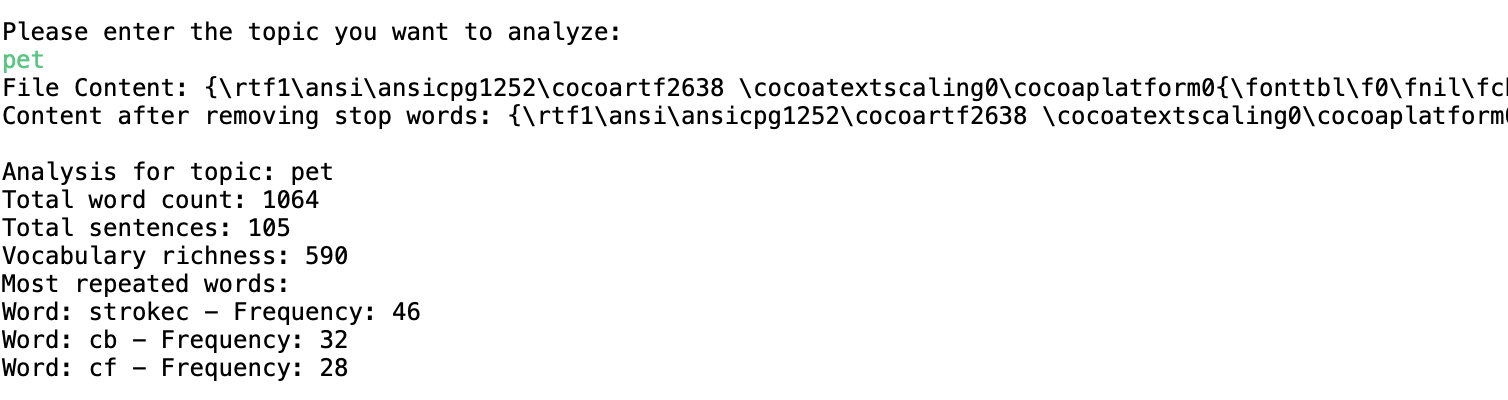 Please enter the topic you want to analyze:
pet
File Content: {\rtf1\ansi\ansicpg1252\cocoartf2638 \cocoatextscaling0\cocoaplatform0{\fonttbl\f0\fnil\fc
Content after removing stop words: {\rtf1\ansi\ansicpg1252\cocoartf2638 \cocoatextscaling0\cocoaplatform
Analysis for topic: pet
Total word count: 1064
Total sentences: 105
Vocabulary richness: 590
Most repeated words:
Word: strokec – Frequency: 46
Word: cb – Frequency: 32
Word: cf – Frequency: 28